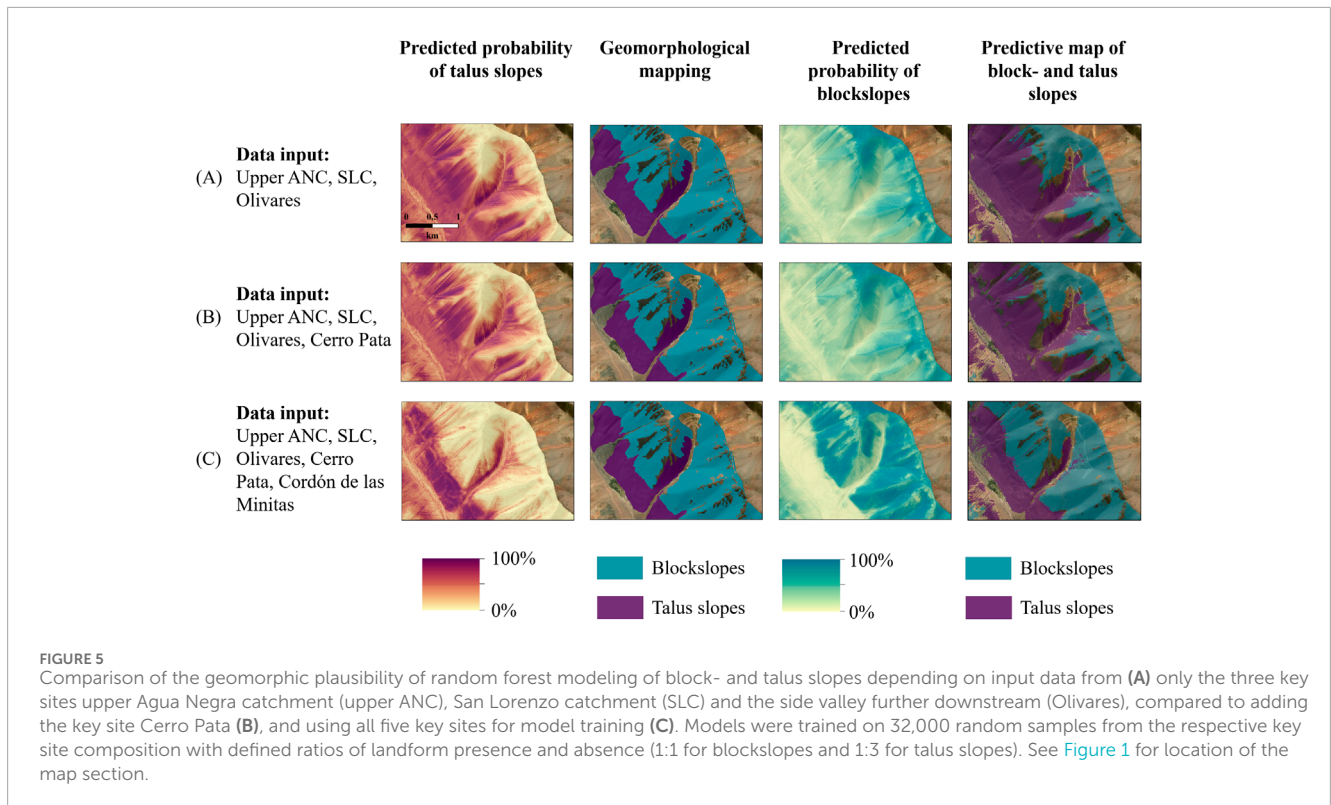 Predicted probability
of talus slopes
Geomorphological
mapping
Predicted
probability of
blockslopes
Predictive map of
block- and talus
slopes
Data input:
(A) Upper ANC, SLC,
Olivares
0 0,5 1
km
Data input:
(B) Upper ANC, SLC,
Olivares, Cerro Pata
Data input:
Upper ANC, SLC,
(C) Olivares, Cerro
Pata, Cordón de las
Minitas
100%
0%
Blockslopes
Talus slopes
100%
0%
Blockslopes
Talus slopes
FIGURE 5
Comparison of the geomorphic plausibility of random forest modeling of block- and talus slopes depending on input data from (A) only the three key
sites upper Agua Negra catchment (upper ANC), San Lorenzo catchment (SLC) and the side valley further downstream (Olivares), compared to adding
the key site Cerro Pata (B), and using all five key sites for model training (C). Models were trained on 32,000 random samples from the respective key
site composition with defined ratios of landform presence and absence (1:1 for blockslopes and 1:3 for talus slopes). See Figure 1 for location of the
map section.